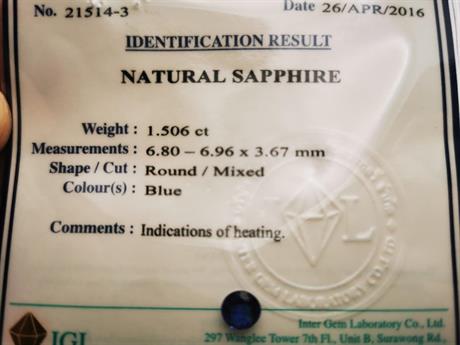 No. 21514-3 Date : 26/APR/2016
IDENTIFICATION RESULT
NATURAL SAPPHIRE
Weight : 1.506 ct
Measurements : 6.80 – 6.96 x 3.67 mm
Shape / Cut : Round / Mixed
Colour(s) : Blue
Comments : Indications of heating.
Inter Gem Laboratory Co., Ltd.
IGL 297 Wanglee Tower 7th Fl., Unit B, Surawong Rd.,